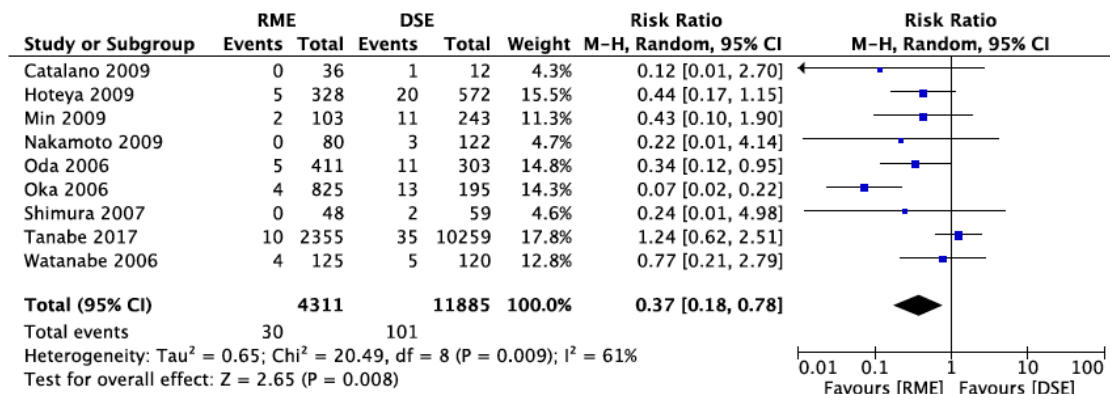 RME DSE Risk Ratio Risk Ratio
Study or Subgroup Events Total Events Total Weight M-H, Random, 95% CI M-H, Random, 95% CI
Catalano 2009 0 36 1 12 4.3% 0.12 [0.01, 2.70]
Hoteya 2009 5 328 20 572 15.5% 0.44 [0.17, 1.15]
Min 2009 2 103 11 243 11.3% 0.43 [0.10, 1.90]
Nakamoto 2009 0 80 3 122 4.7% 0.22 [0.01, 4.14]
Oda 2006 5 411 11 303 14.8% 0.34 [0.12, 0.95]
Oka 2006 4 825 13 195 14.3% 0.07 [0.02, 0.22]
Shimura 2007 0 48 2 59 4.6% 0.24 [0.01, 4.98]
Tanabe 2017 10 2355 35 10259 17.8% 1.24 [0.62, 2.51]
Watanabe 2006 4 125 5 120 12.8% 0.77 [0.21, 2.79]
Total (95% CI) 4311 11885 100.0% 0.37 [0.18, 0.78]
Total events 30 101
Heterogeneity: Tau² = 0.65; Chi² = 20.49, df = 8 (P = 0.009); I² = 61%
Test for overall effect: Z = 2.65 (P = 0.008)
0.01 0.1 1 10 100
Favours [RME] Favours [DSE]